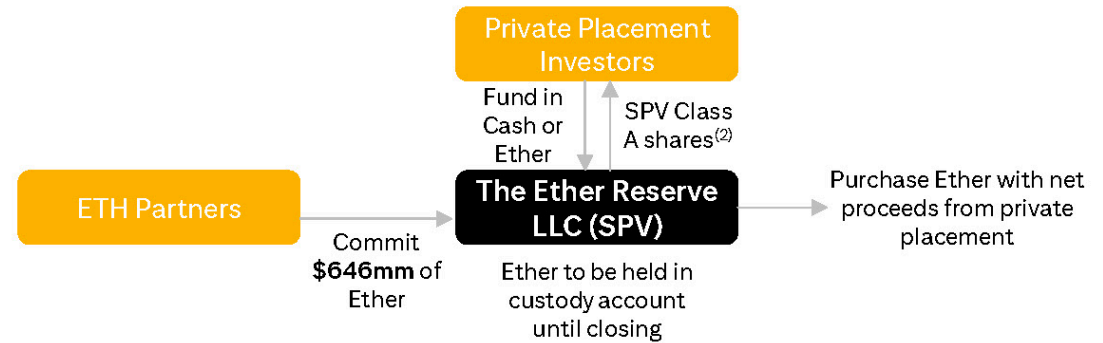 Private Placement
Investors
Fund in
Cash or
Ether
SPV Class
A shares(2)
ETH Partners
The Ether Reserve
LLC (SPV)
Purchase Ether with net
proceeds from private
placement
Commit
$646mm of
Ether
Ether to be held in
custody account
until closing